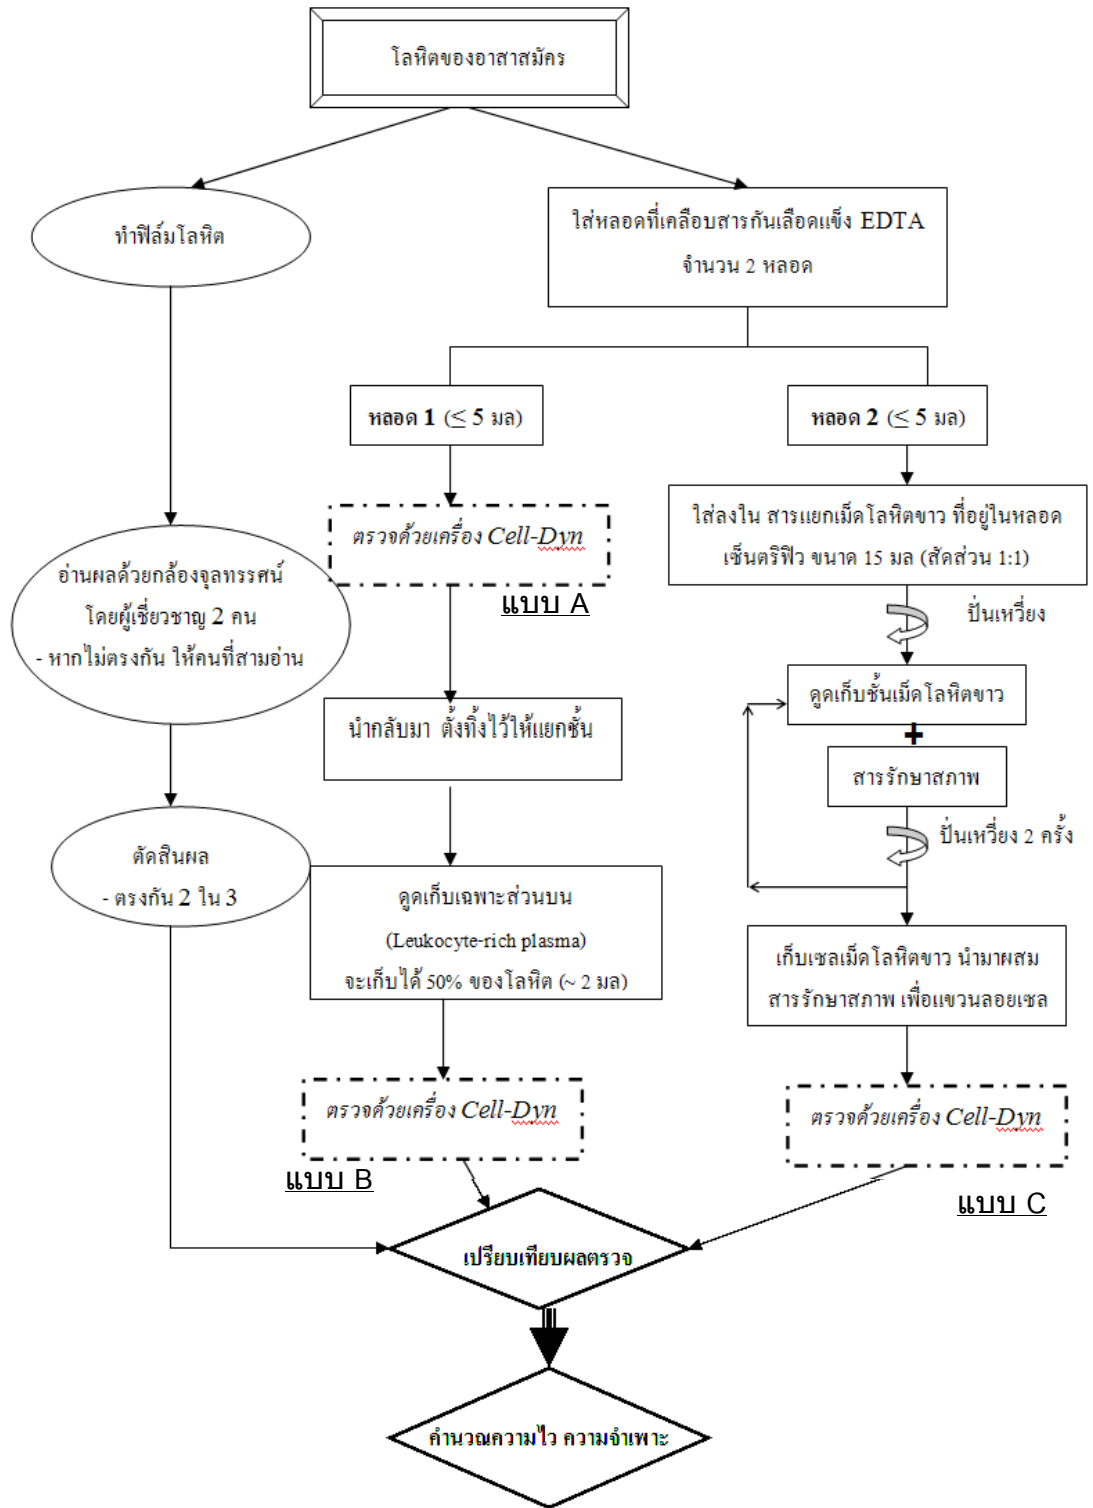 โลหิตของอาสาสมัคร
ทำฟิล์มโลหิต
ใส่หลอดที่เคลือบสารกันเลือดแข็ง EDTA
จำนวน 2 หลอด
หลอด 1 (≤ 5 มล)
หลอด 2 (≤ 5 มล)
ตรวจด้วยเครื่อง Cell-Dyn
แบบ A
ใส่ลงใน สารแยกเม็ดโลหิตขาว ที่อยู่ในหลอด
เซ็นตริฟิว ขนาด 15 มล (สัดส่วน 1:1)
อ่านผลด้วยกล้องจุลทรรศน์
โดยผู้เชี่ยวชาญ 2 คน
- หากไม่ตรงกัน ให้คนที่สามอ่าน
ปั่นเหวี่ยง
นำกลับมา ตั้งทิ้งไว้ให้แยกชั้น
ดูดเก็บชั้นเม็ดโลหิตขาว
+
สารรักษาสภาพ
ปั่นเหวี่ยง 2 ครั้ง
ตัดสินผล
- ตรงกัน 2 ใน 3
ดูดเก็บเฉพาะส่วนบน
(Leukocyte-rich plasma)
จะเก็บได้ 50% ของโลหิต (~ 2 มล)
เก็บเซลเม็ดโลหิตขาว นำมาผสม
สารรักษาสภาพ เพื่อแขวนลอยเซล
ตรวจด้วยเครื่อง Cell-Dyn
แบบ B
ตรวจด้วยเครื่อง Cell-Dyn
แบบ C
เปรียบเทียบผลตรวจ
คำนวณความไว ความจำเพาะ